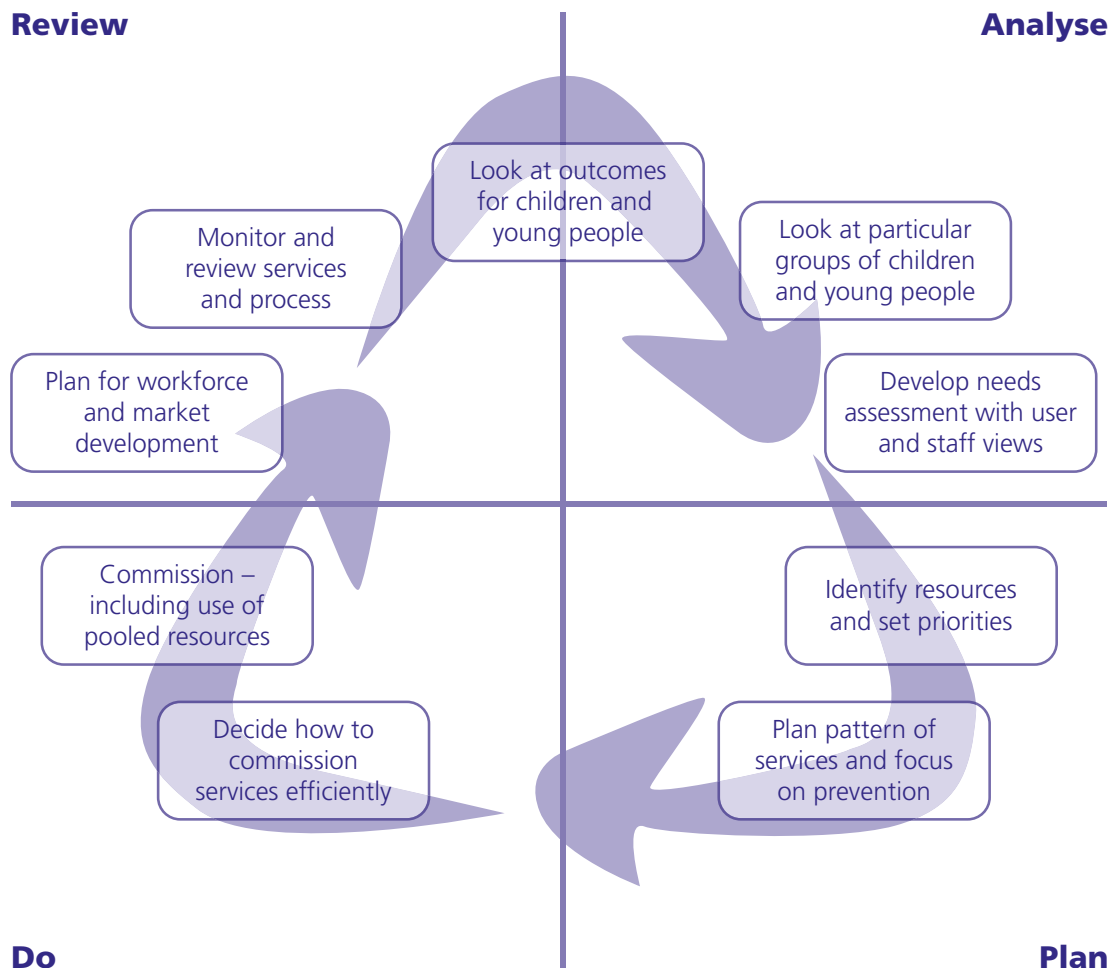 Review
Analyse
Look at outcomes
for children and
young people
Look at particular
groups of children
and young people
Develop needs
assessment with user
and staff views
Identify resources
and set priorities
Plan pattern of
services and focus
on prevention
Decide how to
commission
services efficiently
Commission –
including use of
pooled resources
Plan for workforce
and market
development
Monitor and
review services
and process
Do
Plan